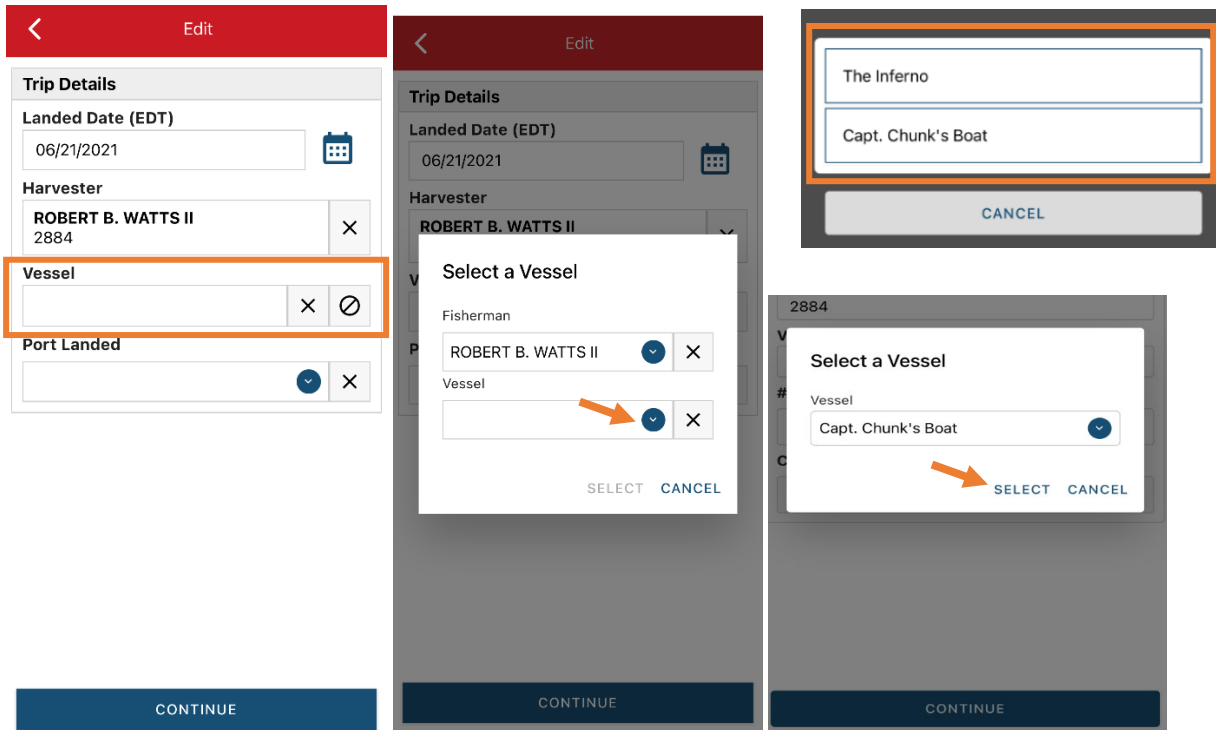 Edit
Trip Details
Landed Date (EDT)
06/21/2021
Harvester
ROBERT B. WATTS II
2884
Vessel
Port Landed
CONTINUE
Edit
Trip Details
Landed Date (EDT)
06/21/2021
Harvester
ROBERT B. WATTS II
V
P
Select a Vessel
Fisherman
ROBERT B. WATTS II
Vessel
SELECT CANCEL
CONTINUE
The Inferno
Capt. Chunk's Boat
CANCEL
2884
V
#
C
Select a Vessel
Vessel
Capt. Chunk's Boat
SELECT CANCEL
CONTINUE